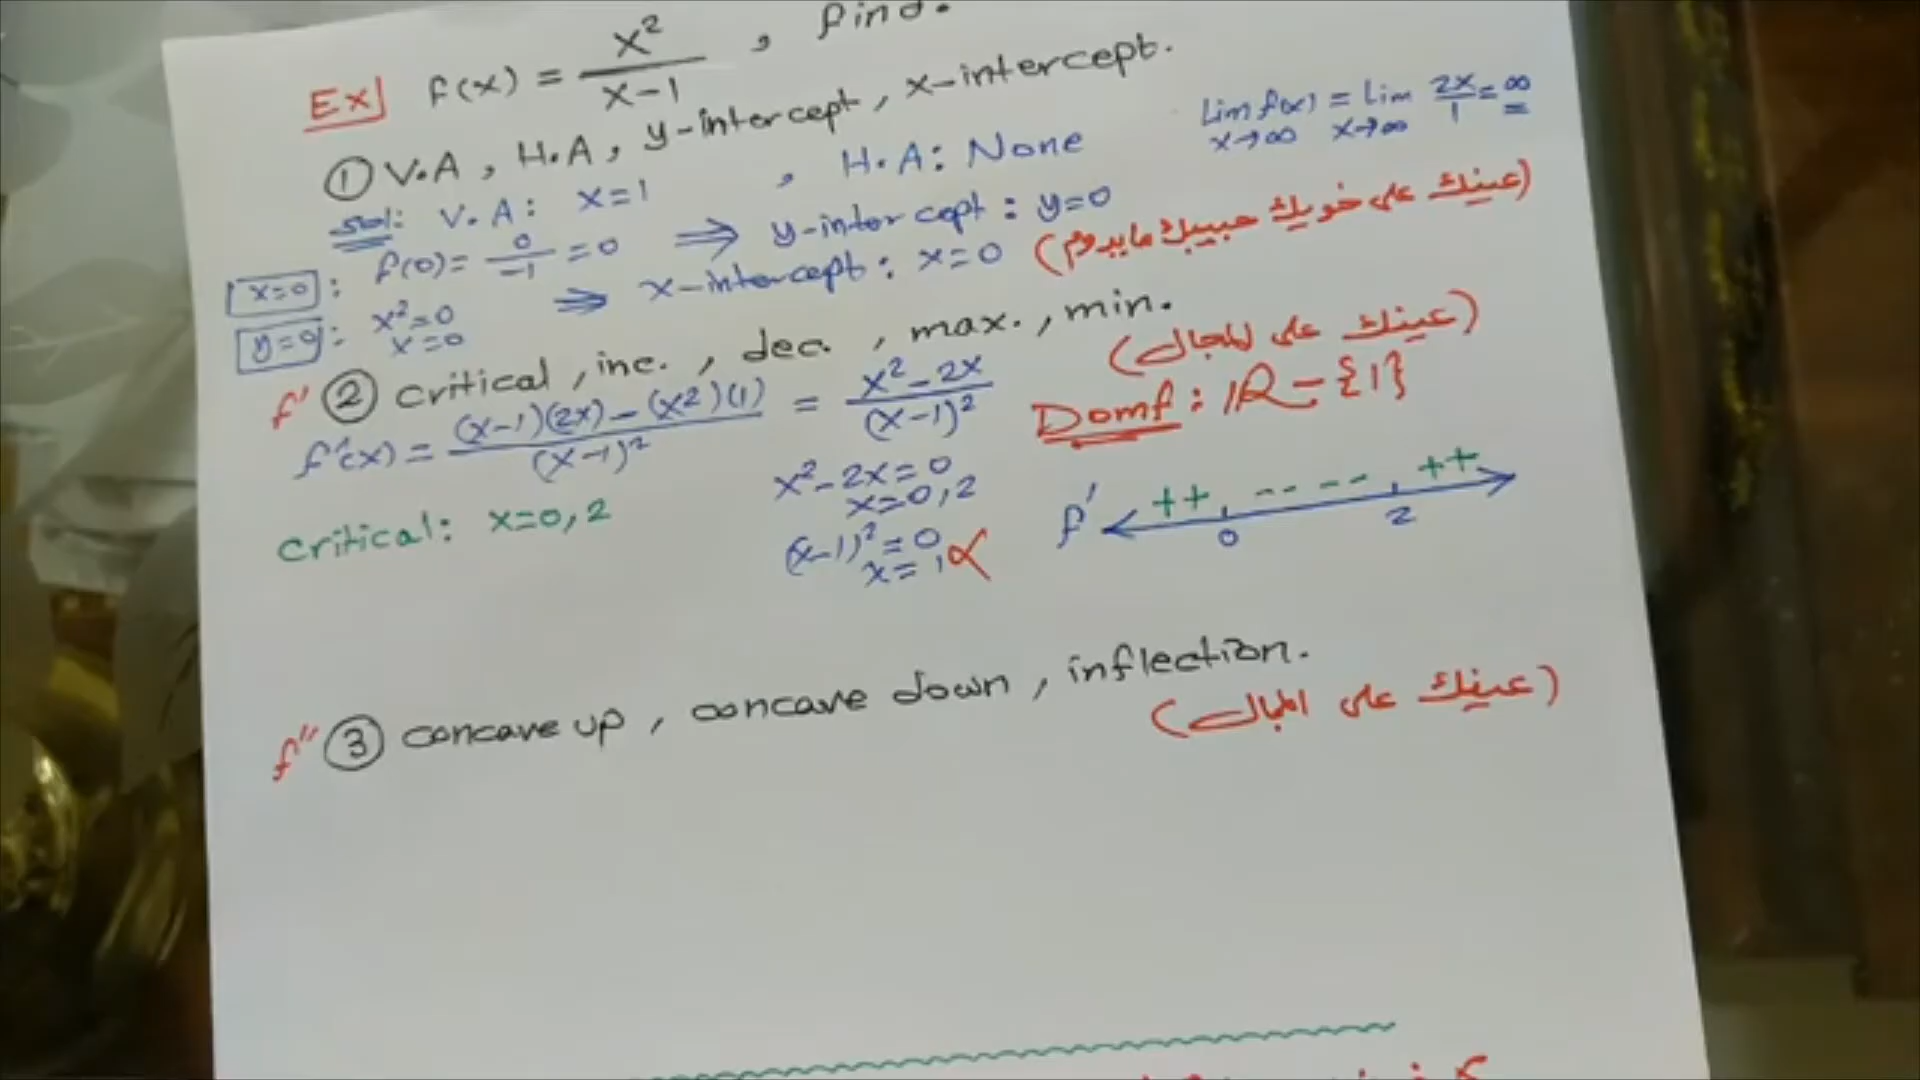 Ex] f(x) = x²/(x-1) , find.
① V.A , H.A , y-intercept , x-intercept.
sol: V.A: x=1 , H.A: None
lim f(x) = lim 2x/1 = ∞
x→∞ x→∞
x=0 : f(0) = 0/-1 = 0 ⇒ y-intercept : y=0
y=0 : x²=0 ⇒ x-intercept : x=0 (عينك على خويك حبيبك مايدوم)
x=0
f' ② critical , inc. , dec. , max. , min.
(عينك على المجال)
f'(x) = ((x-1)(2x) - (x²)(1))/(x-1)² = (x²-2x)/(x-1)²
Domf : IR - {1}
x²-2x=0
x=0,2
critical: x=0,2
(x-1)²=0
x=1
f' ++ ---- ++
0 2
f" ③ concave up , concave down , inflection.
(عينك على المجال)